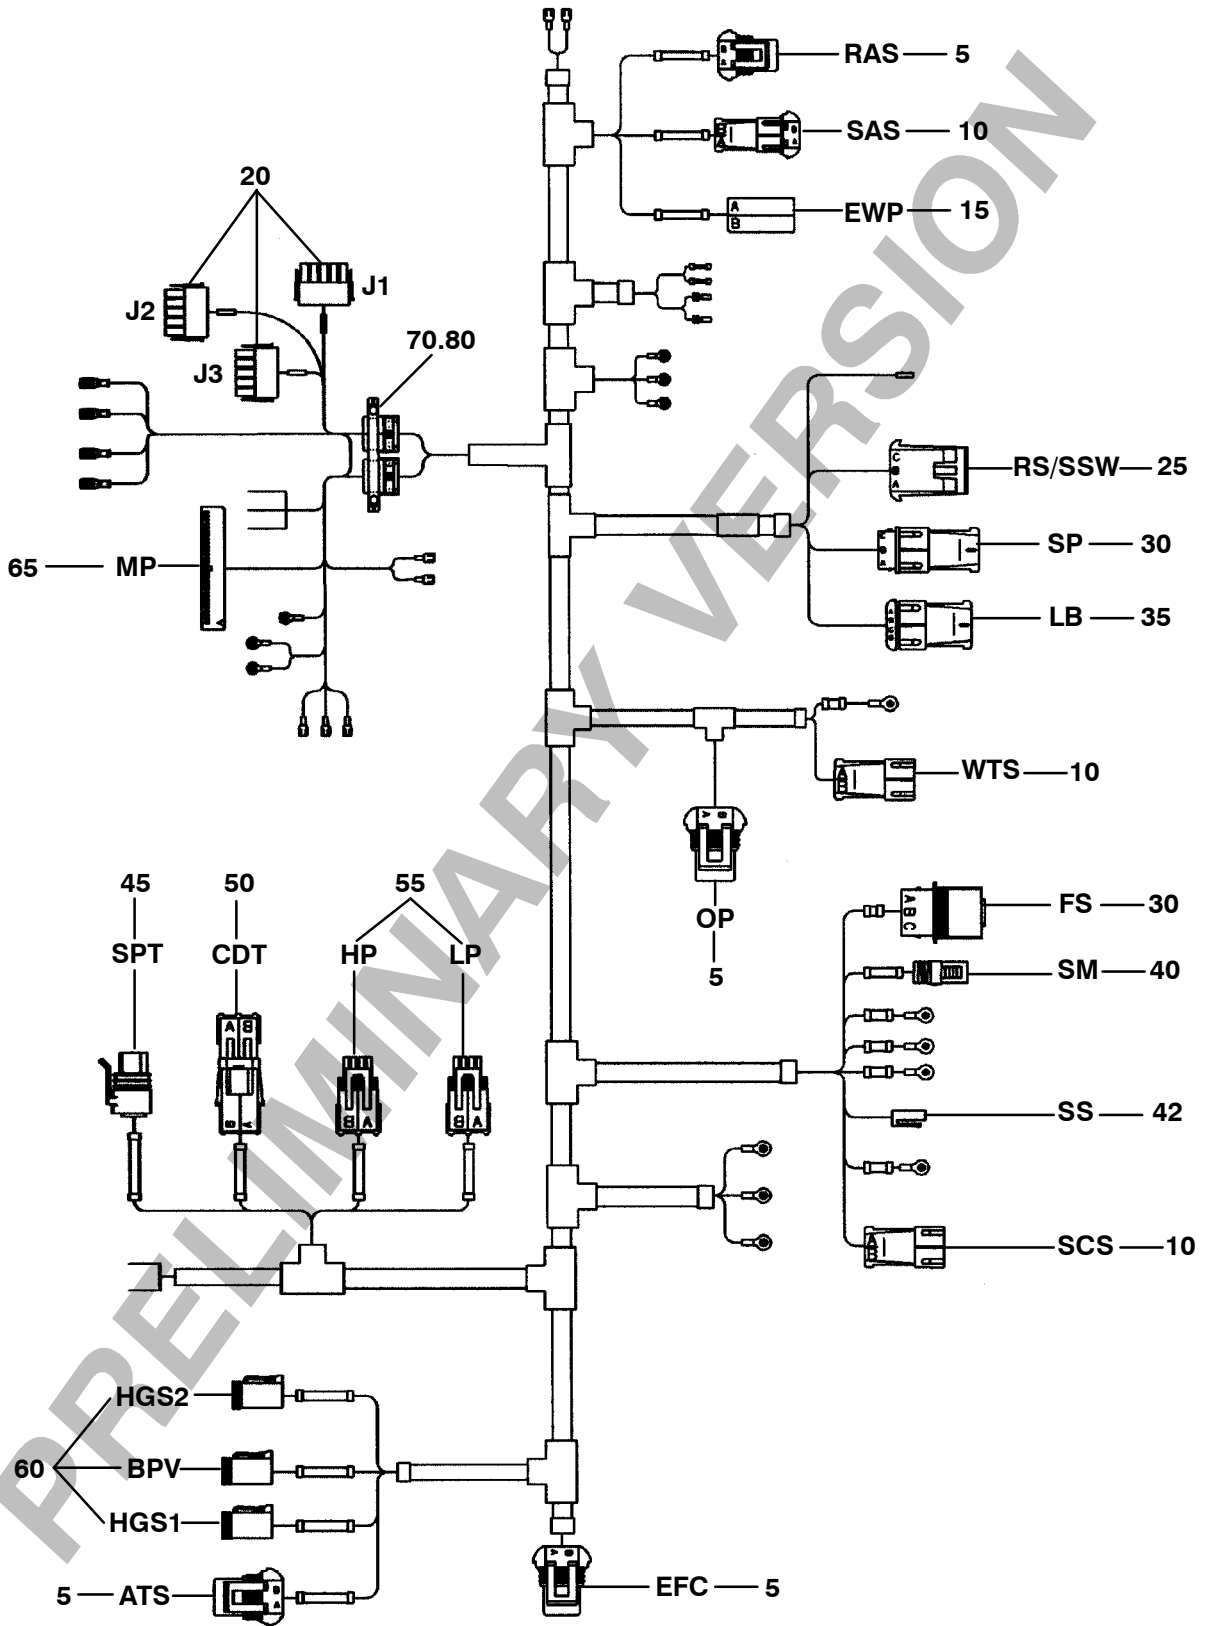 RAS 5
SAS 10
A
B
EWP 15
20
J1
J2
J3
70.80
C
B
A
RS/SSW 25
SP 30
65 MP
LB 35
WTS 10
A B
OP
5
45 50 55
SPT CDT HP LP
A B
B A
B A
B A
A B C
FS 30
SM 40
SS 42
SCS 10
HGS2
60 BPV
HGS1
5 ATS
A B
EFC 5
PRELIMINARY VERSION